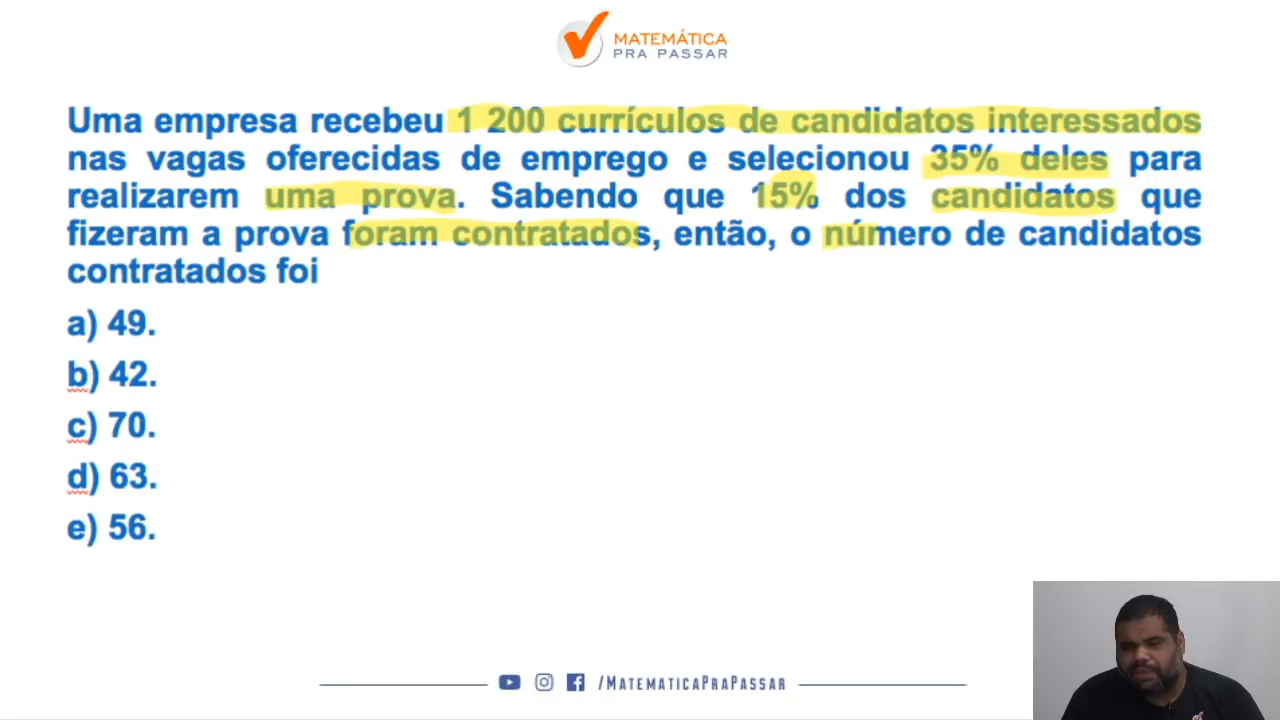 MATEMÁTICA
PRA PASSAR
Uma empresa recebeu 1 200 currículos de candidatos interessados
nas vagas oferecidas de emprego e selecionou 35% deles para
realizarem uma prova. Sabendo que 15% dos candidatos que
fizeram a prova foram contratados, então, o número de candidatos
contratados foi
a) 49.
b) 42.
c) 70.
d) 63.
e) 56.
/MATEMATICAPRAPASSAR